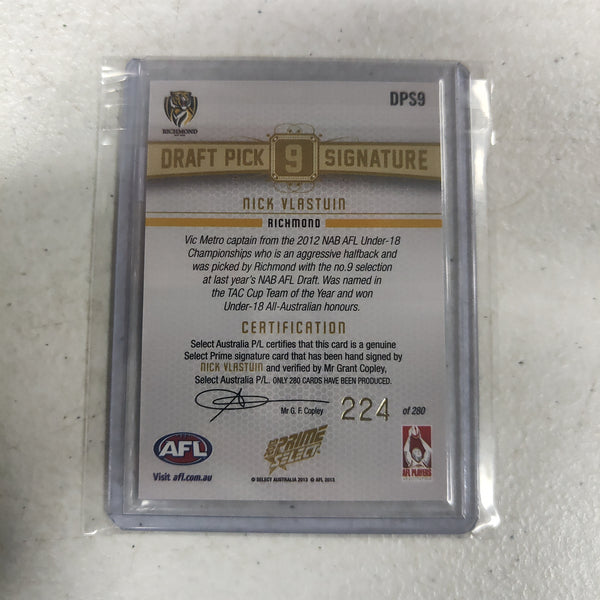 DPS9
RICHMOND
DRAFT PICK 9 SIGNATURE
NICK VLASTUIN
RICHMOND
Vic Metro captain from the 2012 NAB AFL Under-18
Championships who is an aggressive halfback and
was picked by Richmond with the no.9 selection
at last year's NAB AFL Draft. Was named in
the TAC Cup Team of the Year and won
Under-18 All-Australian honours.
CERTIFICATION
Select Australia P/L certifies that this card is a genuine
Select Prime signature card that has been hand signed by
NICK VLASTUIN and verified by Mr Grant Copley,
Select Australia P/L. ONLY 280 CARDS HAVE BEEN PRODUCED.
Mr G. F. Copley
224 of 280
AFL
Visit afl.com.au
PRIME
SELECT
AFL PLAYERS
© SELECT AUSTRALIA 2013 © AFL 2013